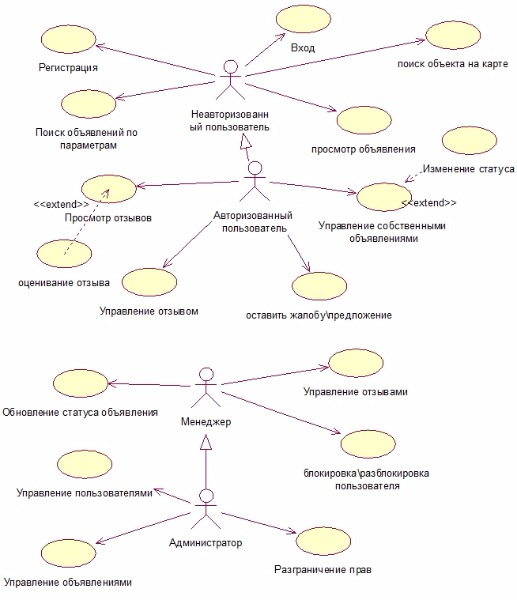 Вход
Регистрация
поиск объекта на карте
Неавторизованн
ый пользователь
Поиск объявлений по
параметрам
просмотр объявления
Изменение статуса
<<extend>>
Просмотр отзывов
<<extend>>
Авторизованный
пользователь
Управление собственными
объявлениями
оценивание отзыва
Управление отзывом
оставить жалобу\предложение
Управление отзывами
Обновление статуса объявления
Менеджер
блокировка\разблокировка
пользователя
Управление пользователями
Администратор
Разграничение прав
Управление объявлениями